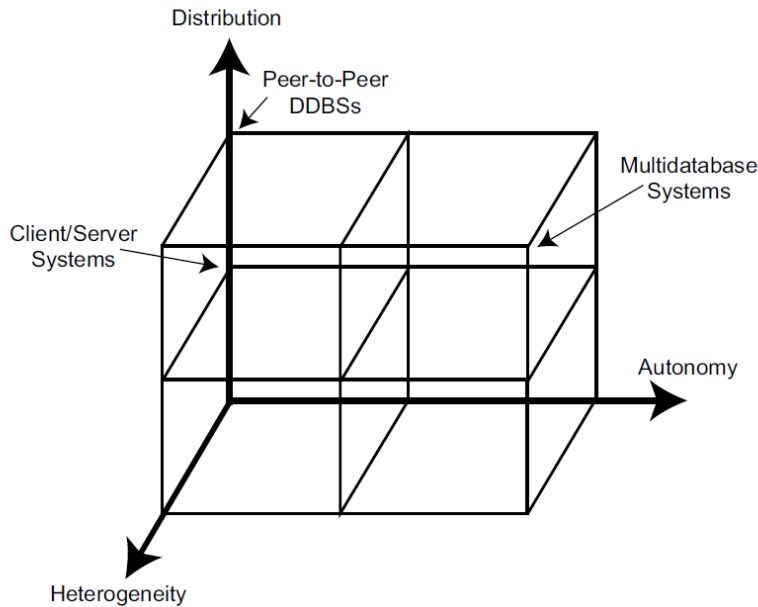 Distribution
Peer-to-Peer
DDBSs
Multidatabase
Systems
Client/Server
Systems
Autonomy
Heterogeneity